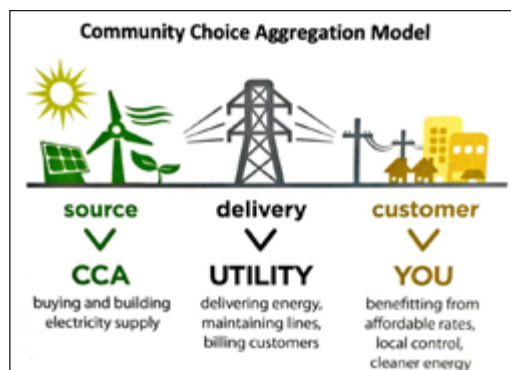 Community Choice Aggregation Model
source
delivery
customer
CCA
UTILITY
YOU
buying and building
electricity supply
delivering energy,
maintaining lines,
billing customers
benefitting from
affordable rates,
local control,
cleaner energy